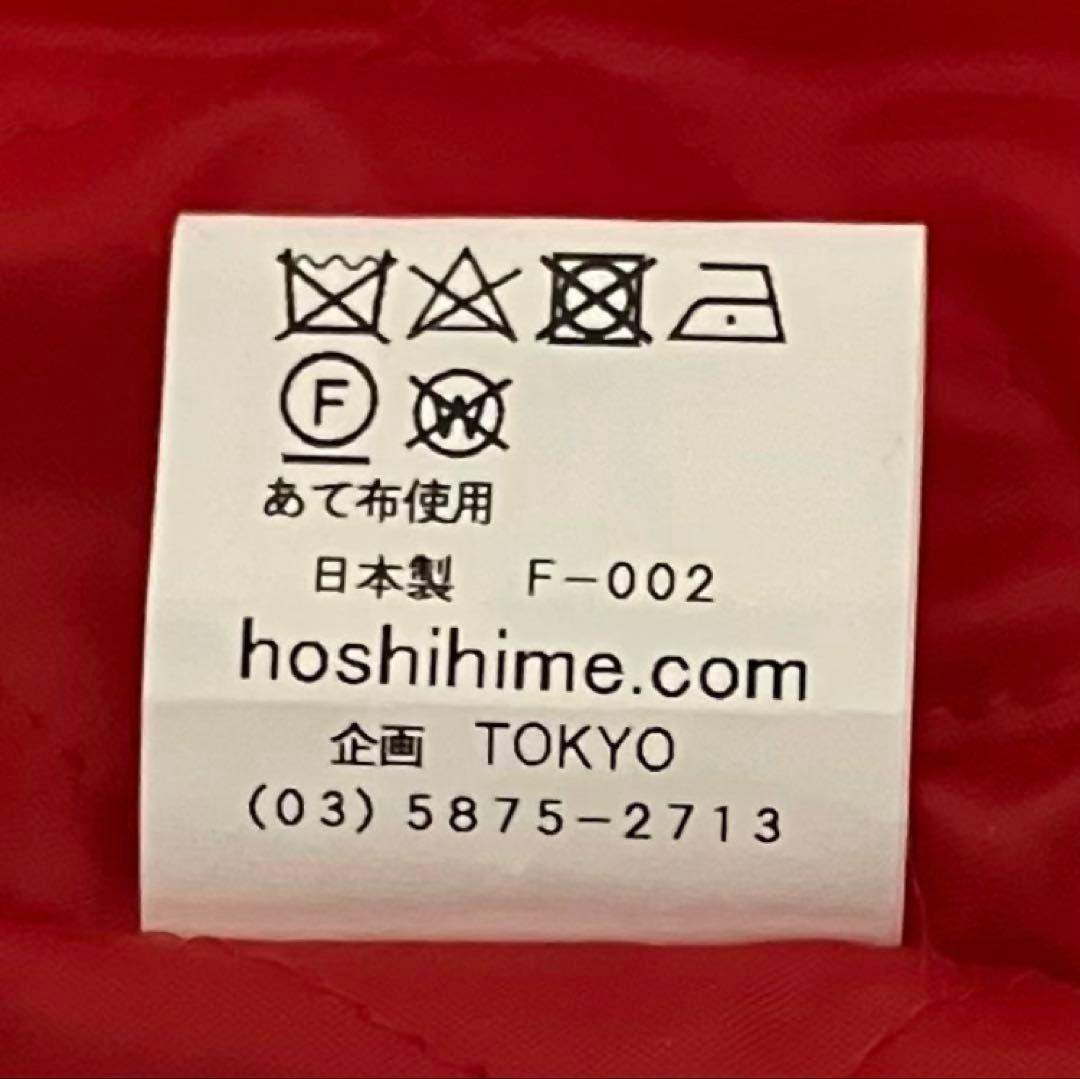 F W
あて布使用
日本製 F-002
hoshihime.com
企画 TOKYO
(03)5875-2713